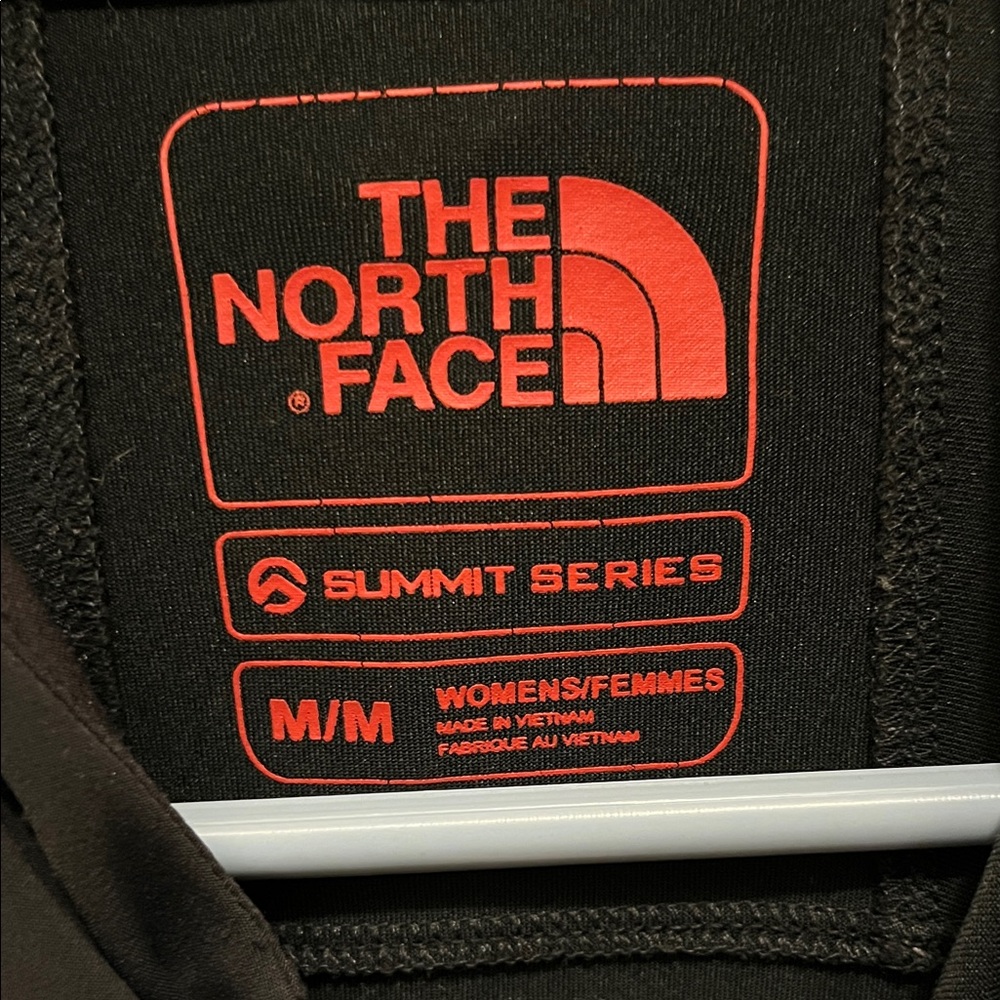 THE
NORTH
® FACE
SUMMIT SERIES
M/M
WOMENS/FEMMES
MADE IN VIETNAM
FABRIQUE AU VIETNAM